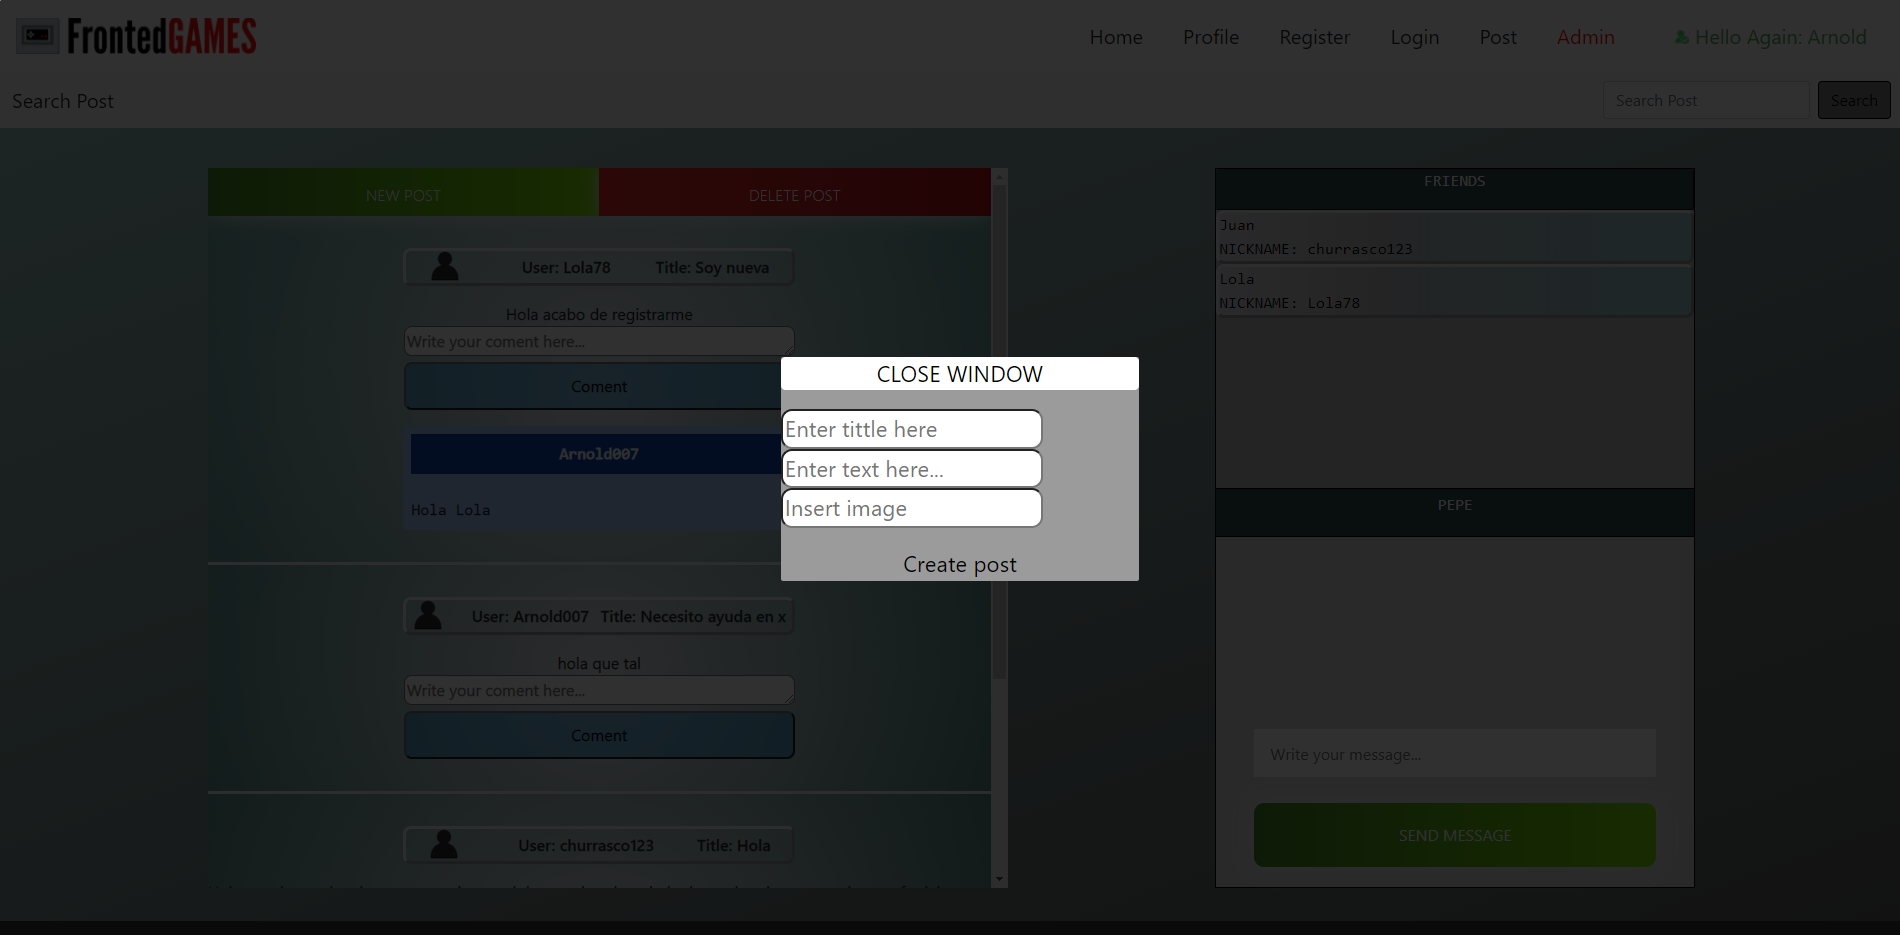 FrontedGAMES
Home Profile Register Login Post Admin Hello Again: Arnold
Search Post
Search Post Search
NEW POST DELETE POST
User: Lola78 Title: Soy nueva
Hola acabo de registrarme
Write your coment here...
Coment
Arnold007
Hola Lola
User: Arnold007 Title: Necesito ayuda en x
hola que tal
Write your coment here...
Coment
User: churrasco123 Title: Hola
CLOSE WINDOW
Enter tittle here
Enter text here...
Insert image
Create post
FRIENDS
Juan
NICKNAME: churrasco123
Lola
NICKNAME: Lola78
PEPE
Write your message...
SEND MESSAGE